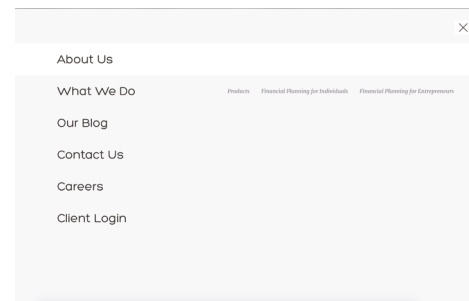 About Us
What We Do Products Financial Planning for Individuals Financial Planning for Entrepreneurs
Our Blog
Contact Us
Careers
Client Login